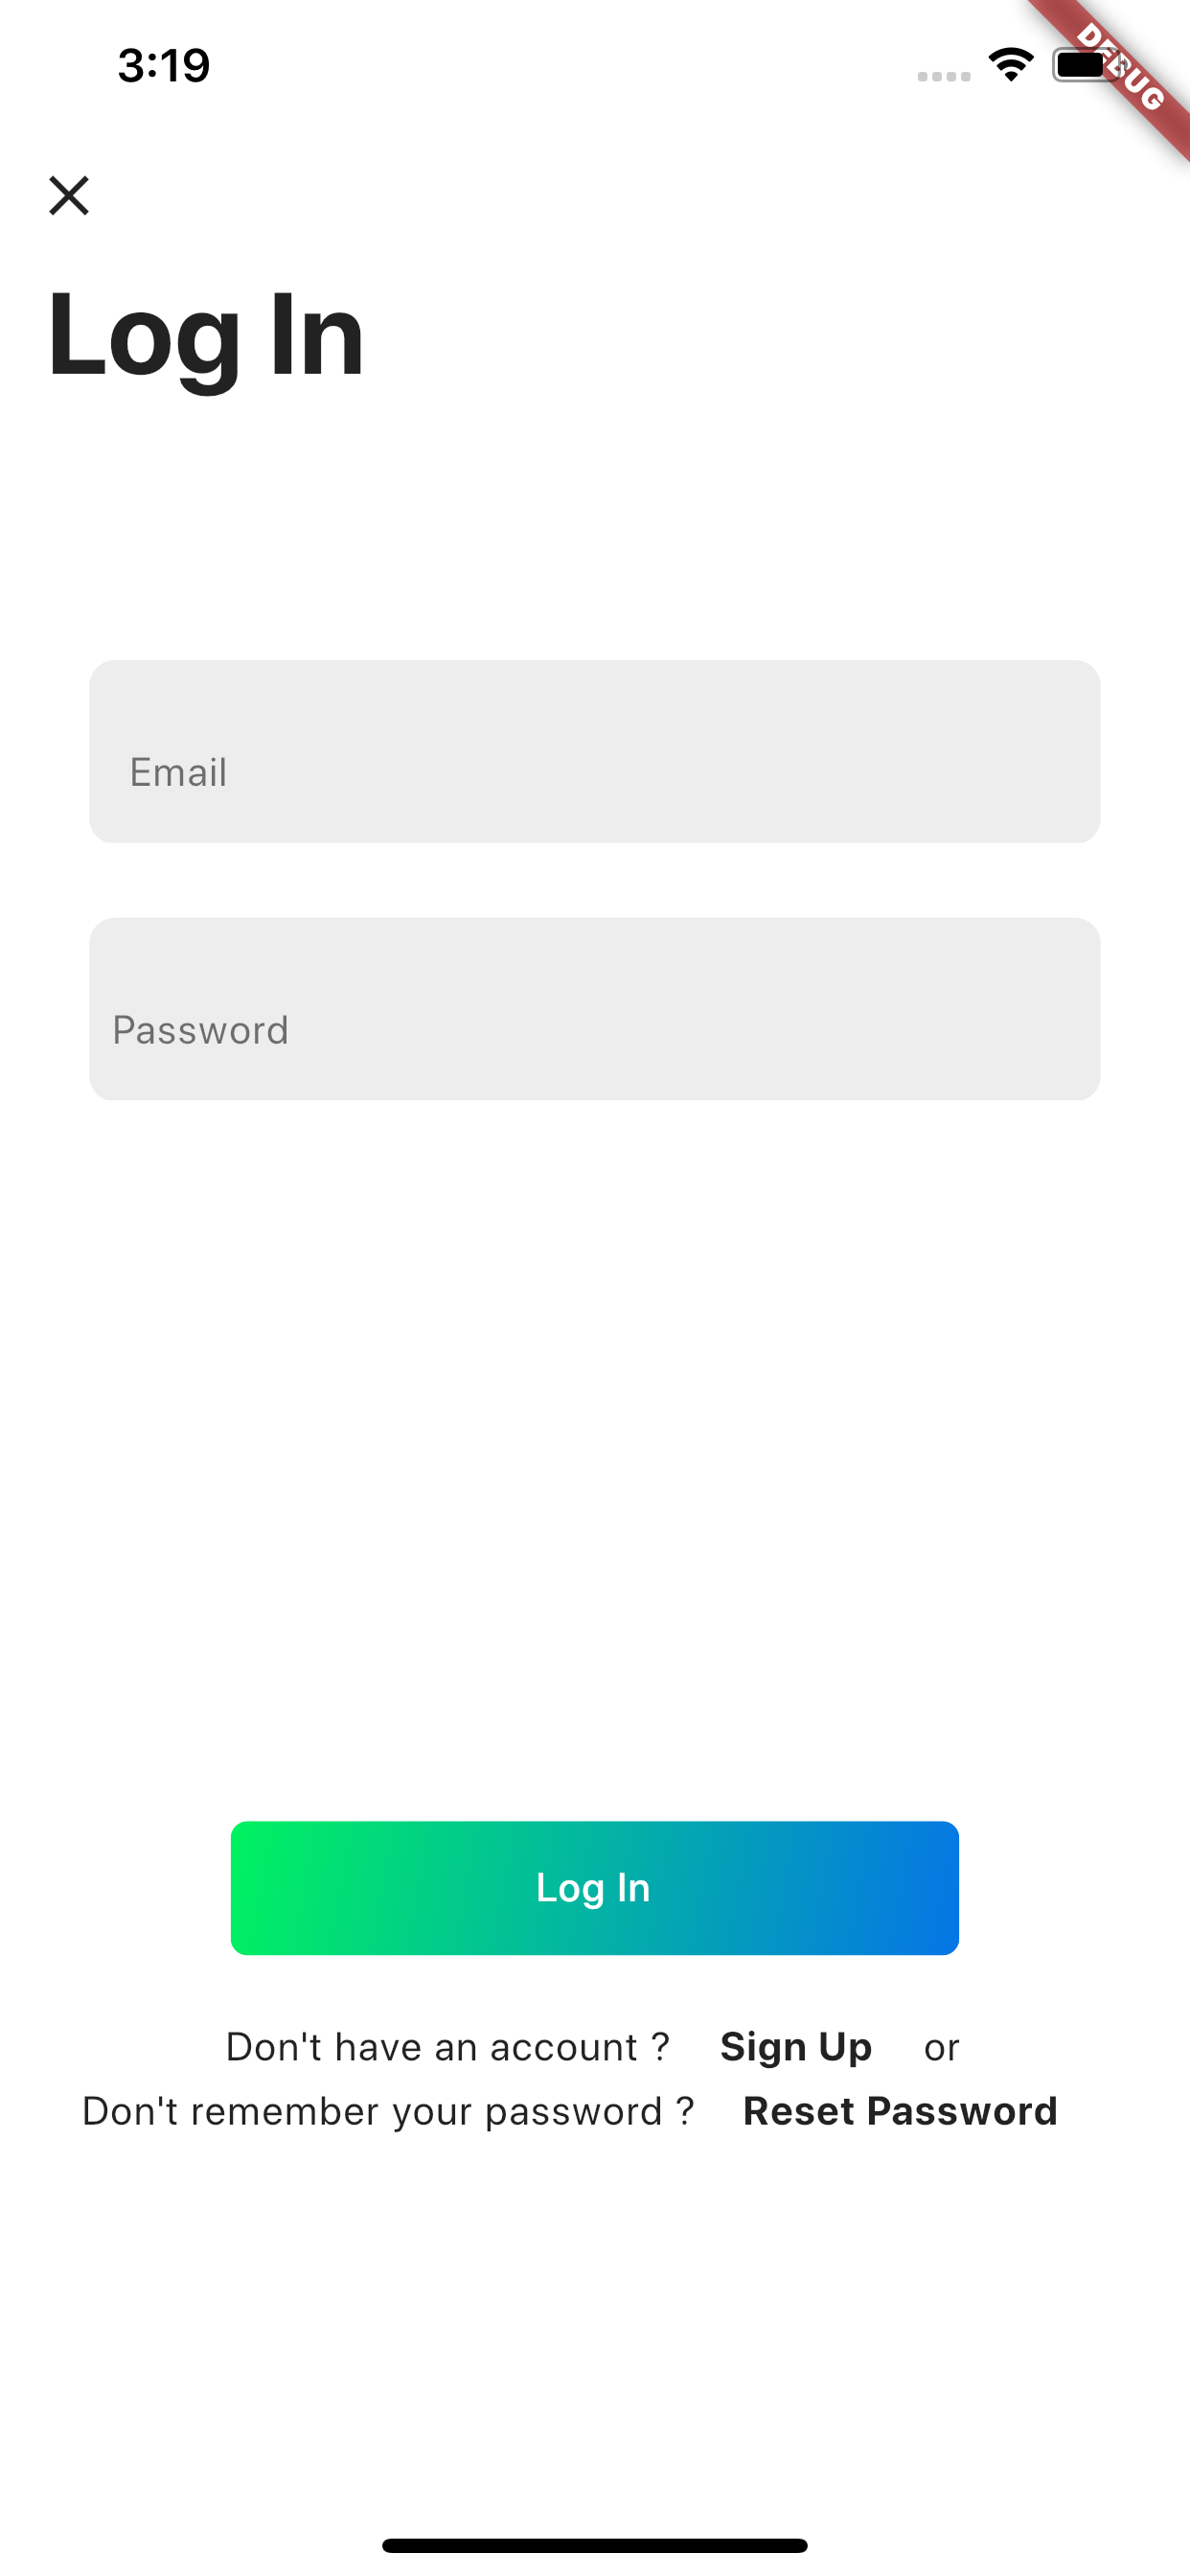 3:19
DEBUG
Log In
Email
Password
Log In
Don't have an account ? Sign Up or
Don't remember your password ? Reset Password